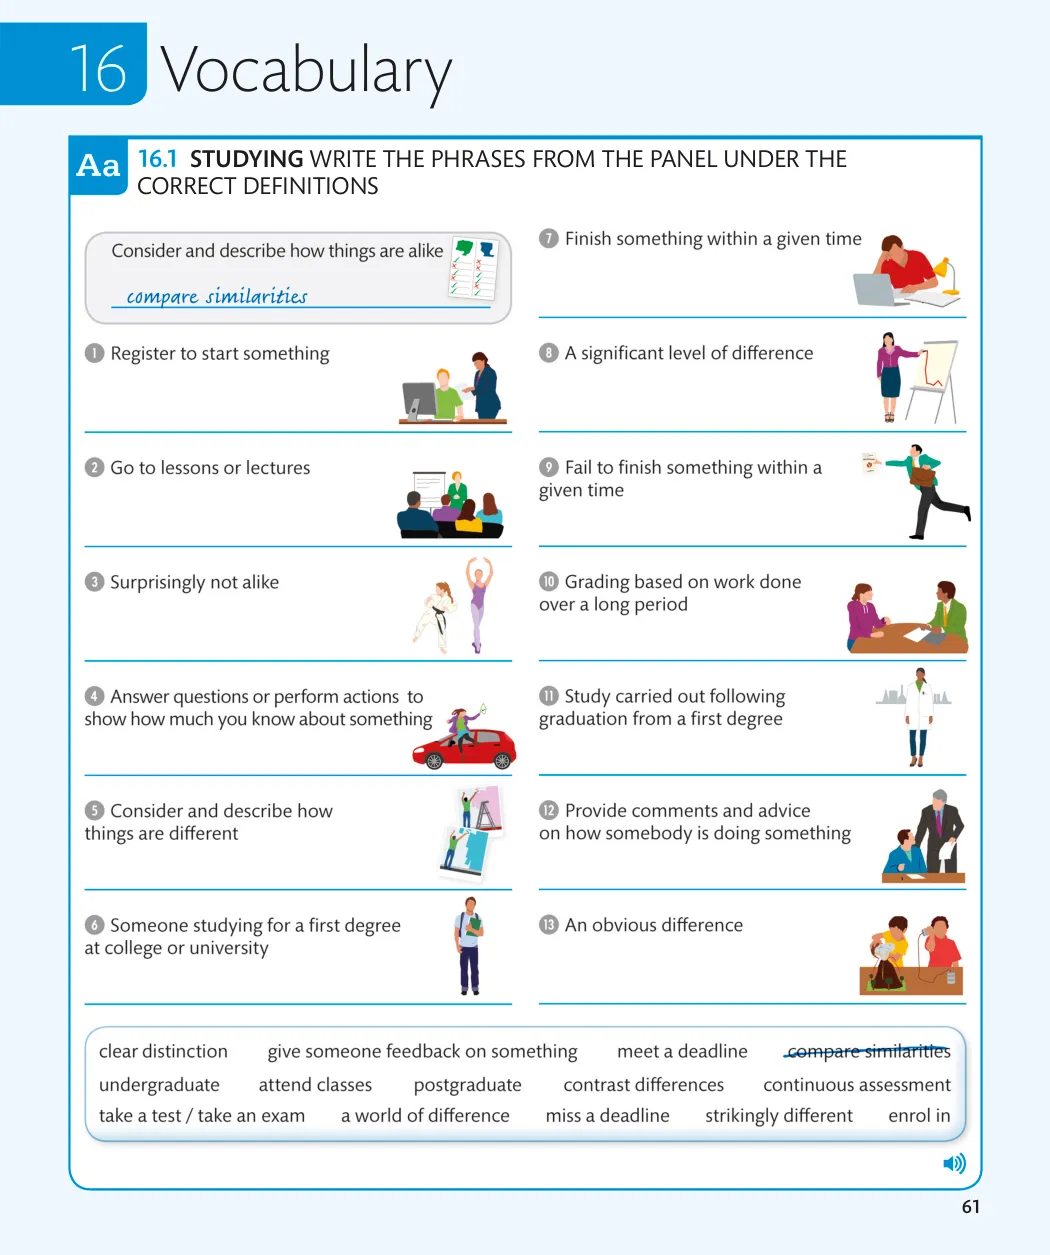 16 Vocabulary
Aa
16.1 STUDYING WRITE THE PHRASES FROM THE PANEL UNDER THE
CORRECT DEFINITIONS
Consider and describe how things are alike
compare similarities
1 Register to start something
2 Go to lessons or lectures
3 Surprisingly not alike
4 Answer questions or perform actions to
show how much you know about something
5 Consider and describe how
things are different
6 Someone studying for a first degree
at college or university
7 Finish something within a given time
8 A significant level of difference
9 Fail to finish something within a
given time
10 Grading based on work done
over a long period
11 Study carried out following
graduation from a first degree
12 Provide comments and advice
on how somebody is doing something
13 An obvious difference
clear distinction give someone feedback on something meet a deadline compare similarities
undergraduate attend classes postgraduate contrast differences continuous assessment
take a test / take an exam a world of difference miss a deadline strikingly different enrol in
61